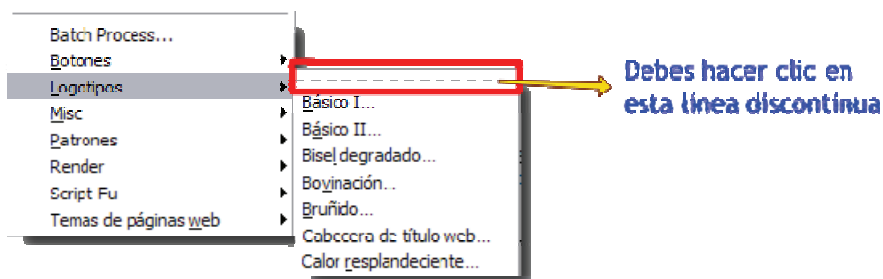 Batch Process...
Botones
Logotipos
Misc
Patrones
Render
Script Fu
Temas de páginas web
Básico I...
Básico II...
Bisel degradado...
Bovinación...
Bruñido...
Cabecera de título web...
Calor resplandeciente...
Debes hacer clic en
esta línea discontinua